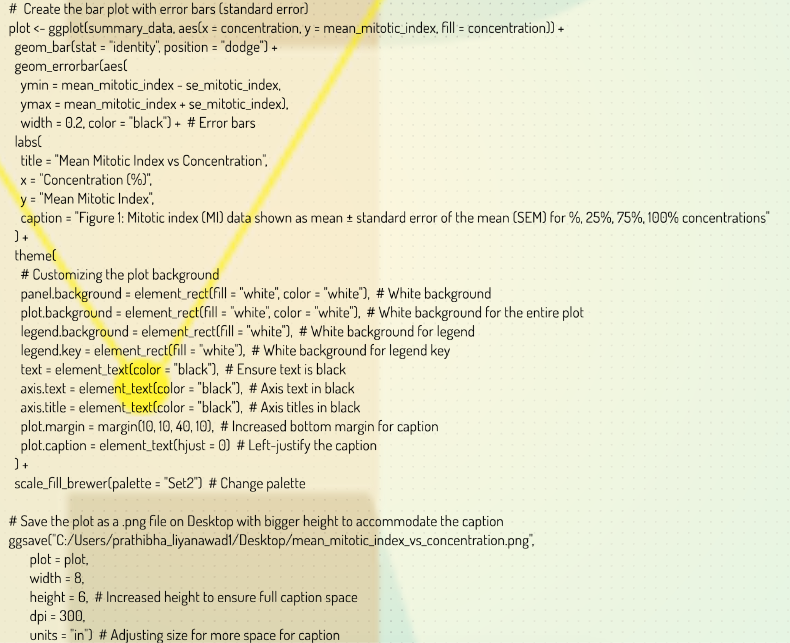 #  Create the bar plot with error bars (standard error)
plot <- ggplot(summary_data, aes(x = concentration, y = mean_mitotic_index, fill = concentration)) +
geom_bar(stat = "identity", position = "dodge") +
geom_errorbar(aes(
ymin = mean_mitotic_index - se_mitotic_index,
ymax = mean_mitotic_index + se_mitotic_index),
width = 0.2, color = "black") +  # Error bars
labs(
title = "Mean Mitotic Index vs Concentration",
x = "Concentration (%)",
y = "Mean Mitotic Index",
caption = "Figure 1: Mitotic index (MI) data shown as mean ± standard error of the mean (SEM) for %, 25%, 75%, 100% concentrations"
) +
theme(
# Customizing the plot background
panel.background = element_rect(fill = "white", color = "white"),  # White background
plot.background = element_rect(fill = "white", color = "white"),  # White background for the entire plot
legend.background = element_rect(fill = "white"),  # White background for legend
legend.key = element_rect(fill = "white"),  # White background for legend key
text = element_text(color = "black"),  # Ensure text is black
axis.text = element_text(color = "black"),  # Axis text in black
axis.title = element_text(color = "black"),  # Axis titles in black
plot.margin = margin(10, 10, 40, 10),  # Increased bottom margin for caption
plot.caption = element_text(hjust = 0)  # Left-justify the caption
) +
scale_fill_brewer(palette = "Set2")  # Change palette
# Save the plot as a .png file on Desktop with bigger height to accommodate the caption
ggsave("C:/Users/prathibha_liyanawad1/Desktop/mean_mitotic_index_vs_concentration.png",
plot = plot,
width = 8,
height = 6,  # Increased height to ensure full caption space
dpi = 300,
units = "in")  # Adjusting size for more space for caption